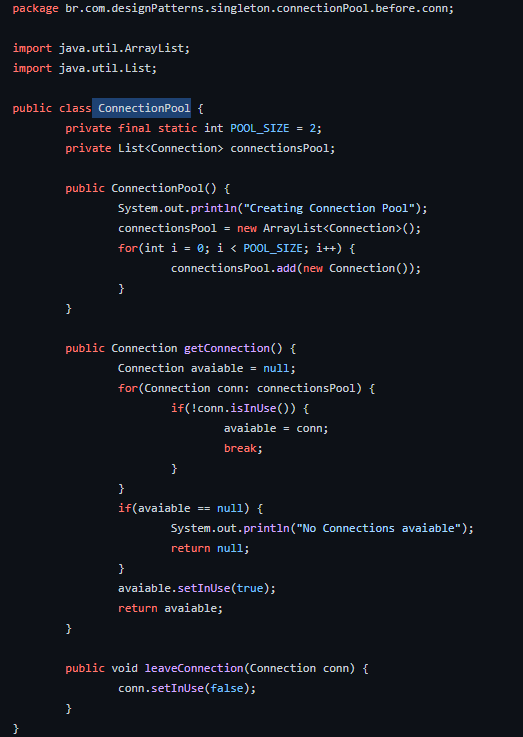 package br.com.designPatterns.singleton.connectionPool.before.conn;
import java.util.ArrayList;
import java.util.List;
public class ConnectionPool {
private final static int POOL_SIZE = 2;
private List<Connection> connectionsPool;
public ConnectionPool() {
System.out.println("Creating Connection Pool");
connectionsPool = new ArrayList<Connection>();
for(int i = 0; i < POOL_SIZE; i++) {
connectionsPool.add(new Connection());
}
}
public Connection getConnection() {
Connection avaiable = null;
for(Connection conn: connectionsPool) {
if(!conn.isInUse()) {
avaiable = conn;
break;
}
}
if(avaiable == null) {
System.out.println("No Connections avaiable");
return null;
}
avaiable.setInUse(true);
return avaiable;
}
public void leaveConnection(Connection conn) {
conn.setInUse(false);
}
}